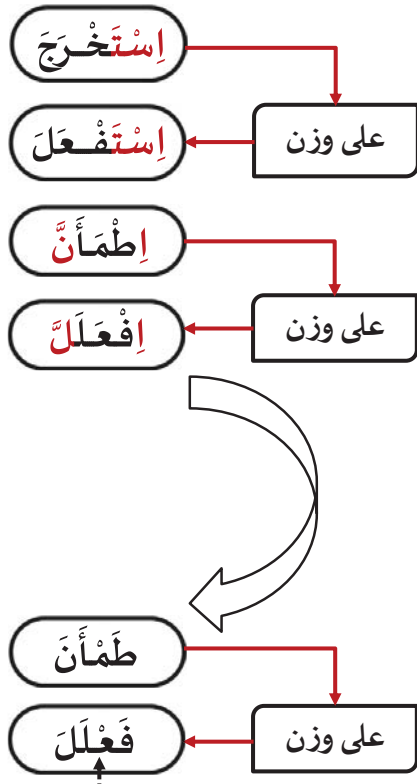 اِسْتَخْرَجَ
على وزن
اِسْتَفْعَلَ
اِطْمَأَنَّ
على وزن
اِفْعَلَلَّ
طَمْأَنَ
على وزن
فَعْلَلَ